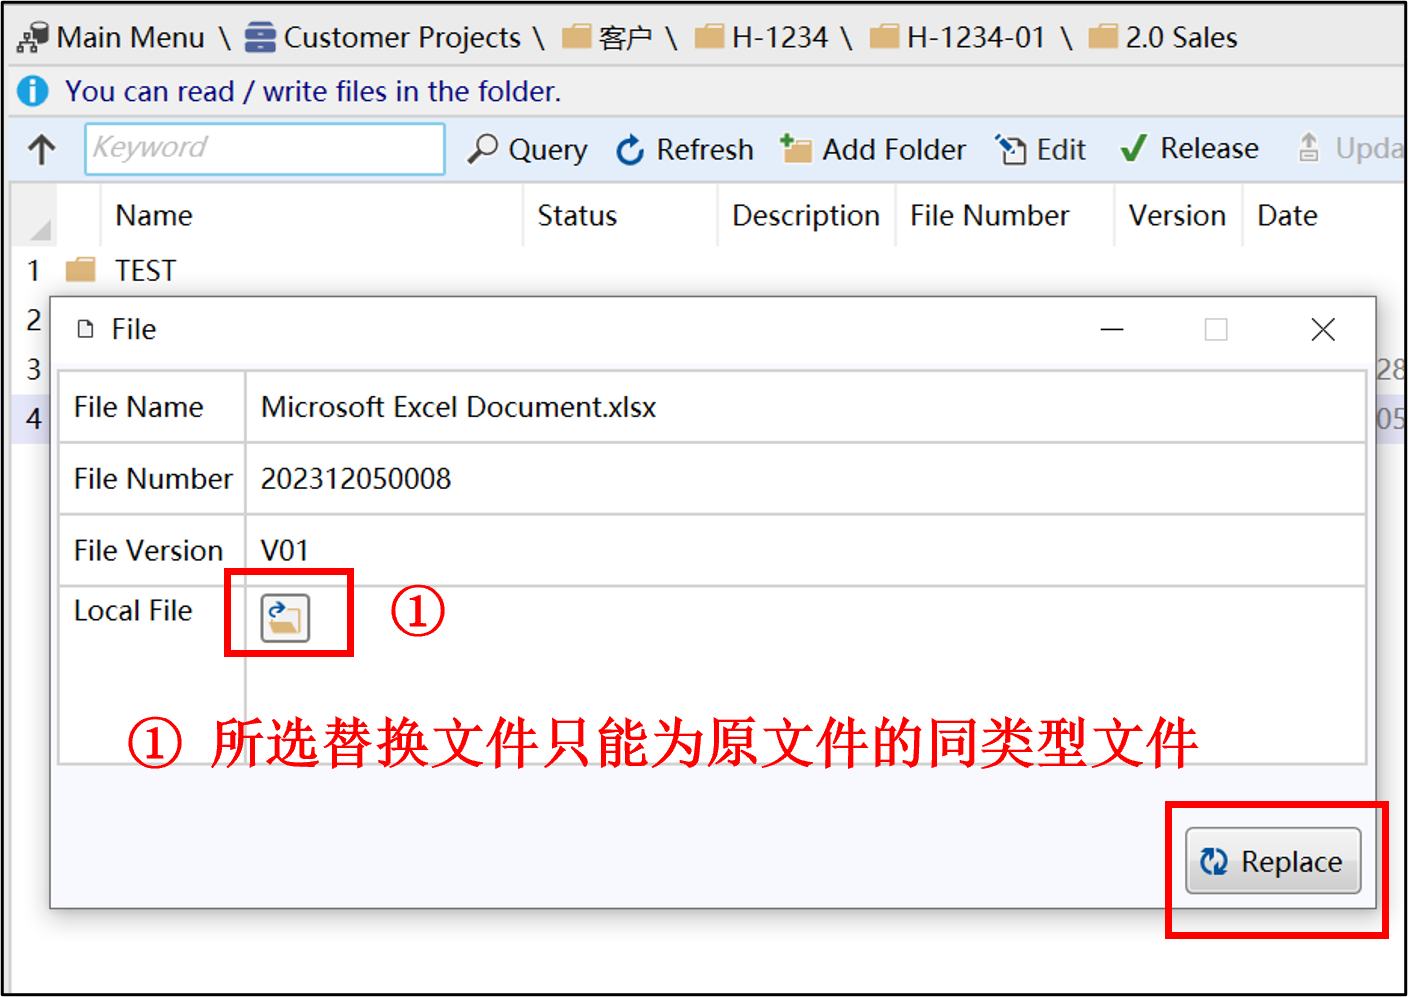 Main Menu \ Customer Projects \ 客户 \ H-1234 \ H-1234-01 \ 2.0 Sales
You can read / write files in the folder.
Keyword Query Refresh Add Folder Edit Release Upda
Name Status Description File Number Version Date
1 TEST
2
3 28
4 05
File
File Name Microsoft Excel Document.xlsx
File Number 202312050008
File Version V01
Local File ①
① 所选替换文件只能为原文件的同类型文件
Replace